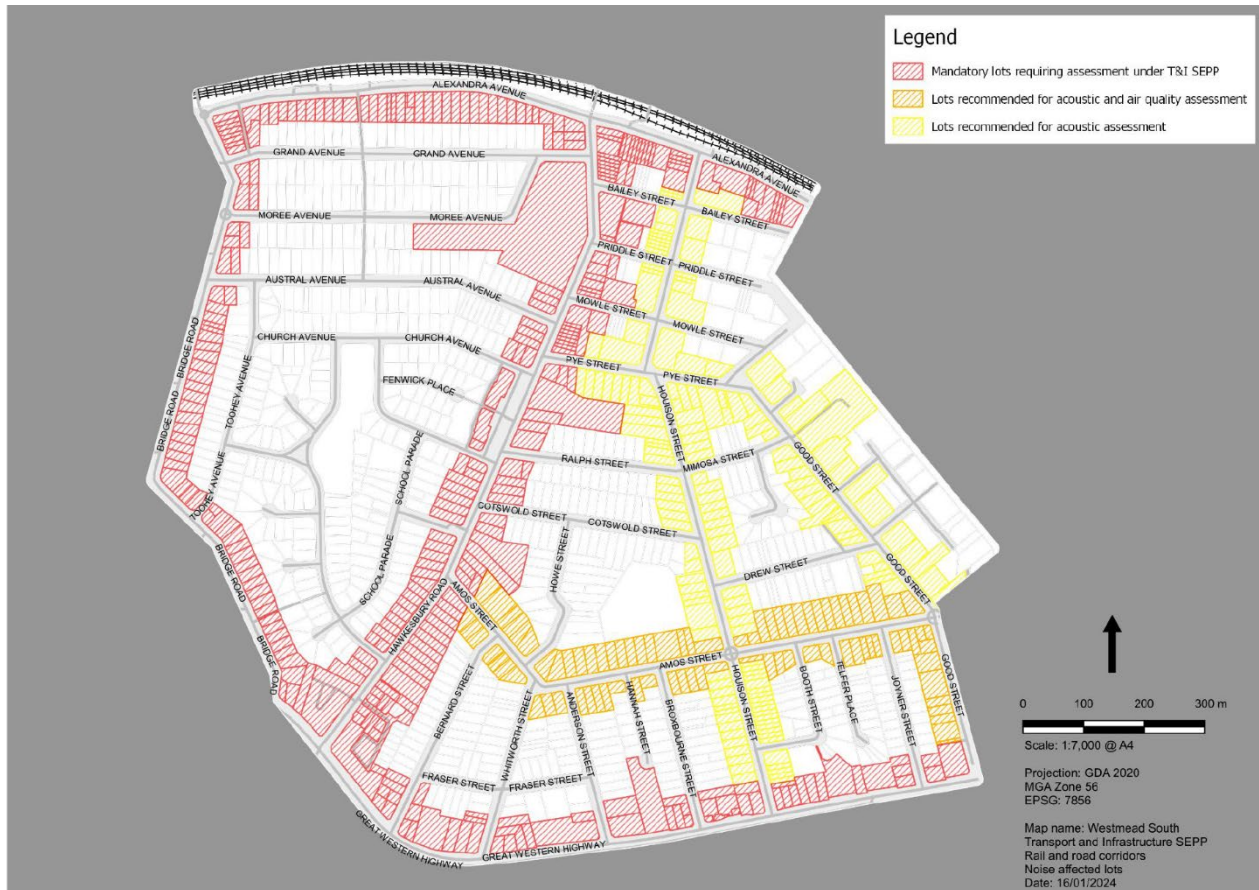 Legend
Mandatory lots requiring assessment under T&I SEPP
Lots recommended for acoustic and air quality assessment
Lots recommended for acoustic assessment
ALEXANDRA AVENUE
ALEXANDRA AVENUE
GRAND AVENUE
GRAND AVENUE
BAILEY STREET
BAILEY STREET
MOREE AVENUE
MOREE AVENUE
PRIDDLE STREET
PRIDDLE STREET
AUSTRAL AVENUE
AUSTRAL AVENUE
MOWLE STREET
MOWLE STREET
BRIDGE ROAD
TOOHEY AVENUE
CHURCH AVENUE
CHURCH AVENUE
PYE STREET
PYE STREET
FENWICK PLACE
HOUISON STREET
BRIDGE ROAD
SCHOOL PARADE
RALPH STREET
MIMOSA STREET
GOOD STREET
TOOHEY AVENUE
COTSWOLD STREET
COTSWOLD STREET
BRIDGE ROAD
SCHOOL PARADE
HAWKESBURY ROAD
AMOS STREET
HOWE STREET
DREW STREET
GOOD STREET
BRIDGE ROAD
BERNARD STREET
WHITWORTH STREET
ANDERSON STREET
HANNAH STREET
BROXBOURNE STREET
AMOS STREET
HOUISON STREET
BOOTH STREET
TELFER PLACE
JOYNER STREET
GOOD STREET
FRASER STREET
FRASER STREET
GREAT WESTERN HIGHWAY
GREAT WESTERN HIGHWAY
0 100 200 300 m
Scale: 1:7,000 @ A4
Projection: GDA 2020
MGA Zone 56
EPSG: 7856
Map name: Westmead South
Transport and Infrastructure SEPP
Rail and road corridors
Noise affected lots
Date: 16/01/2024